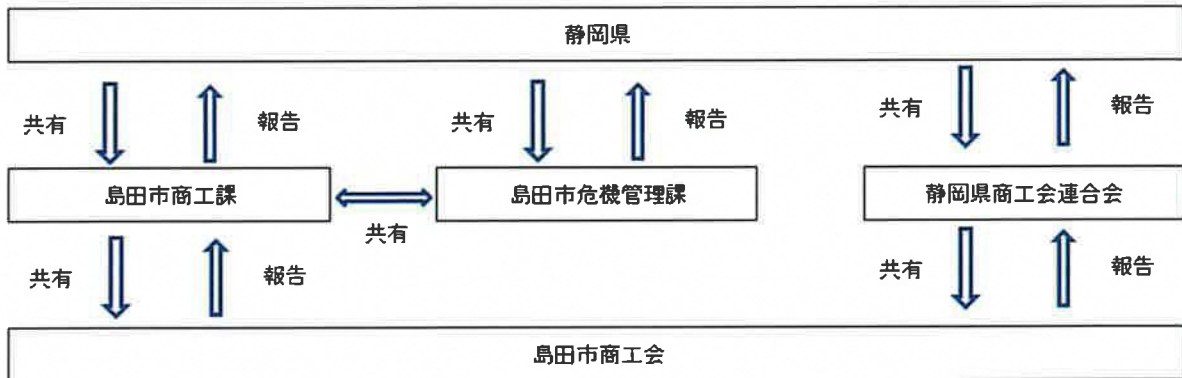 静岡県
共有 報告 共有 報告 共有 報告
島田市商工課 島田市危機管理課 静岡県商工会連合会
共有
共有 報告 共有 報告
島田市商工会